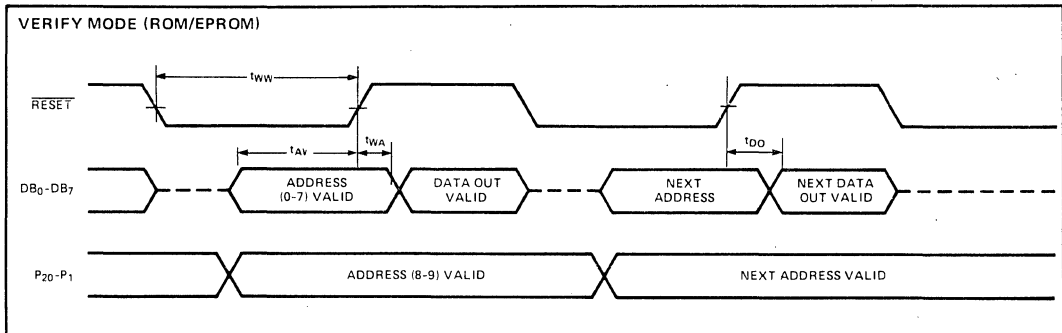 VERIFY MODE (ROM/EPROM)
tWW
RESET
tAV
tWA
tDO
DB0-DB7
ADDRESS
(0-7) VALID
DATA OUT
VALID
NEXT
ADDRESS
NEXT DATA
OUT VALID
P20-P1
ADDRESS (8-9) VALID
NEXT ADDRESS VALID